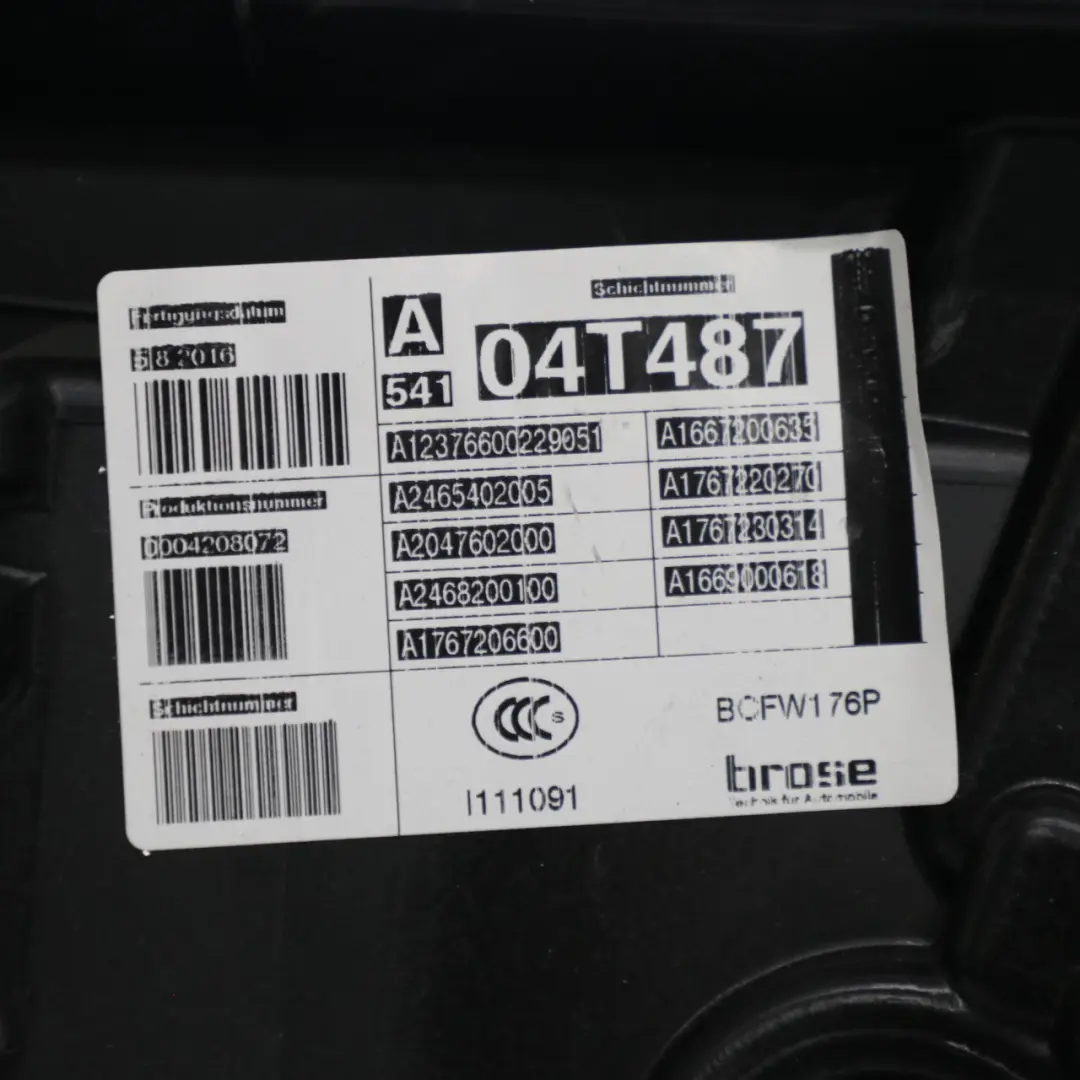 Fertigungsdatum
5 8 2016
Produktionsnummer
0004208072
Schichtnummer
A
541
Schichtnummer
04T487
A12376600229051
A2465402005
A2047602000
A2468200100
A1767206600
A1667200635
A1767220270
A1767230314
A1669000618
CCC S
I111091
BCFW176P
brose
Technik für Automobile